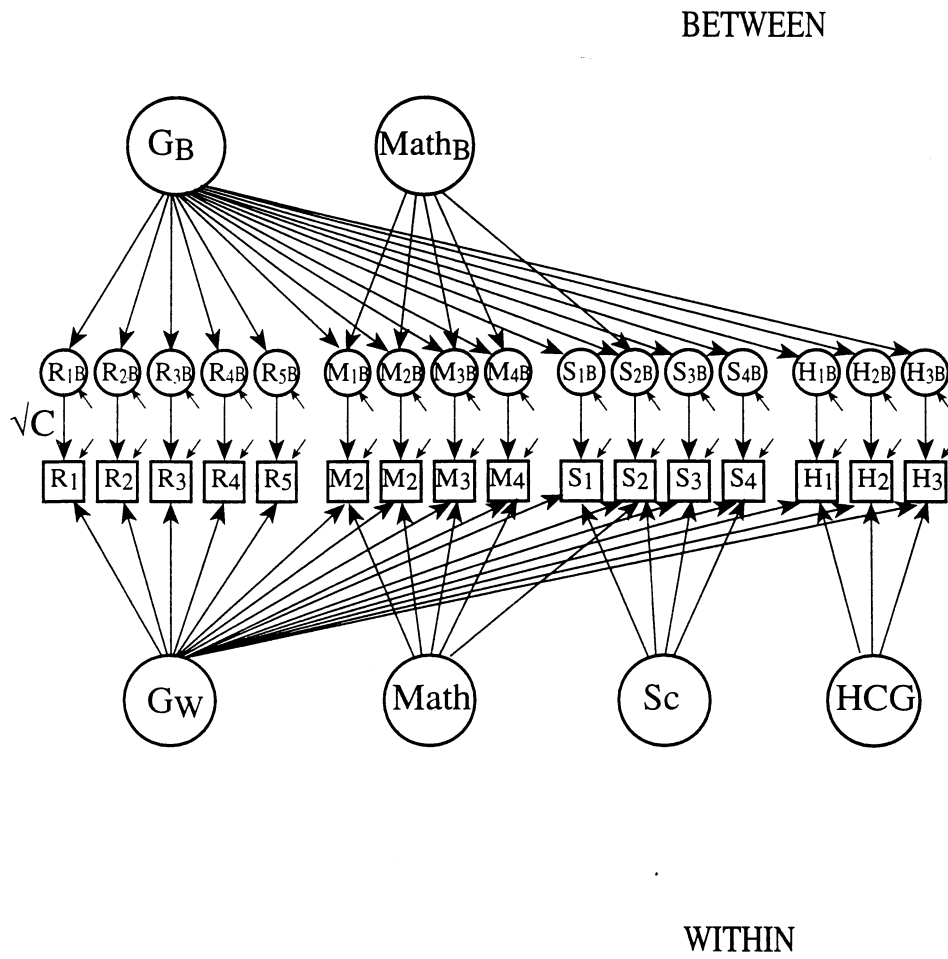 BETWEEN
GB MathB
R1B R2B R3B R4B R5B M1B M2B M3B M4B S1B S2B S3B S4B H1B H2B H3B
√C
R1 R2 R3 R4 R5 M2 M2 M3 M4 S1 S2 S3 S4 H1 H2 H3
GW Math Sc HCG
WITHIN